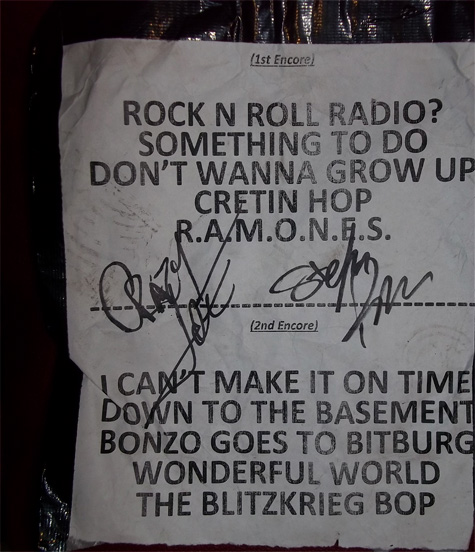 (1st Encore)
ROCK N ROLL RADIO?
SOMETHING TO DO
DON'T WANNA GROW UP
CRETIN HOP
R.A.M.O.N.E.S.
(2nd Encore)
I CAN'T MAKE IT ON TIME
DOWN TO THE BASEMENT
BONZO GOES TO BITBURG
WONDERFUL WORLD
THE BLITZKRIEG BOP